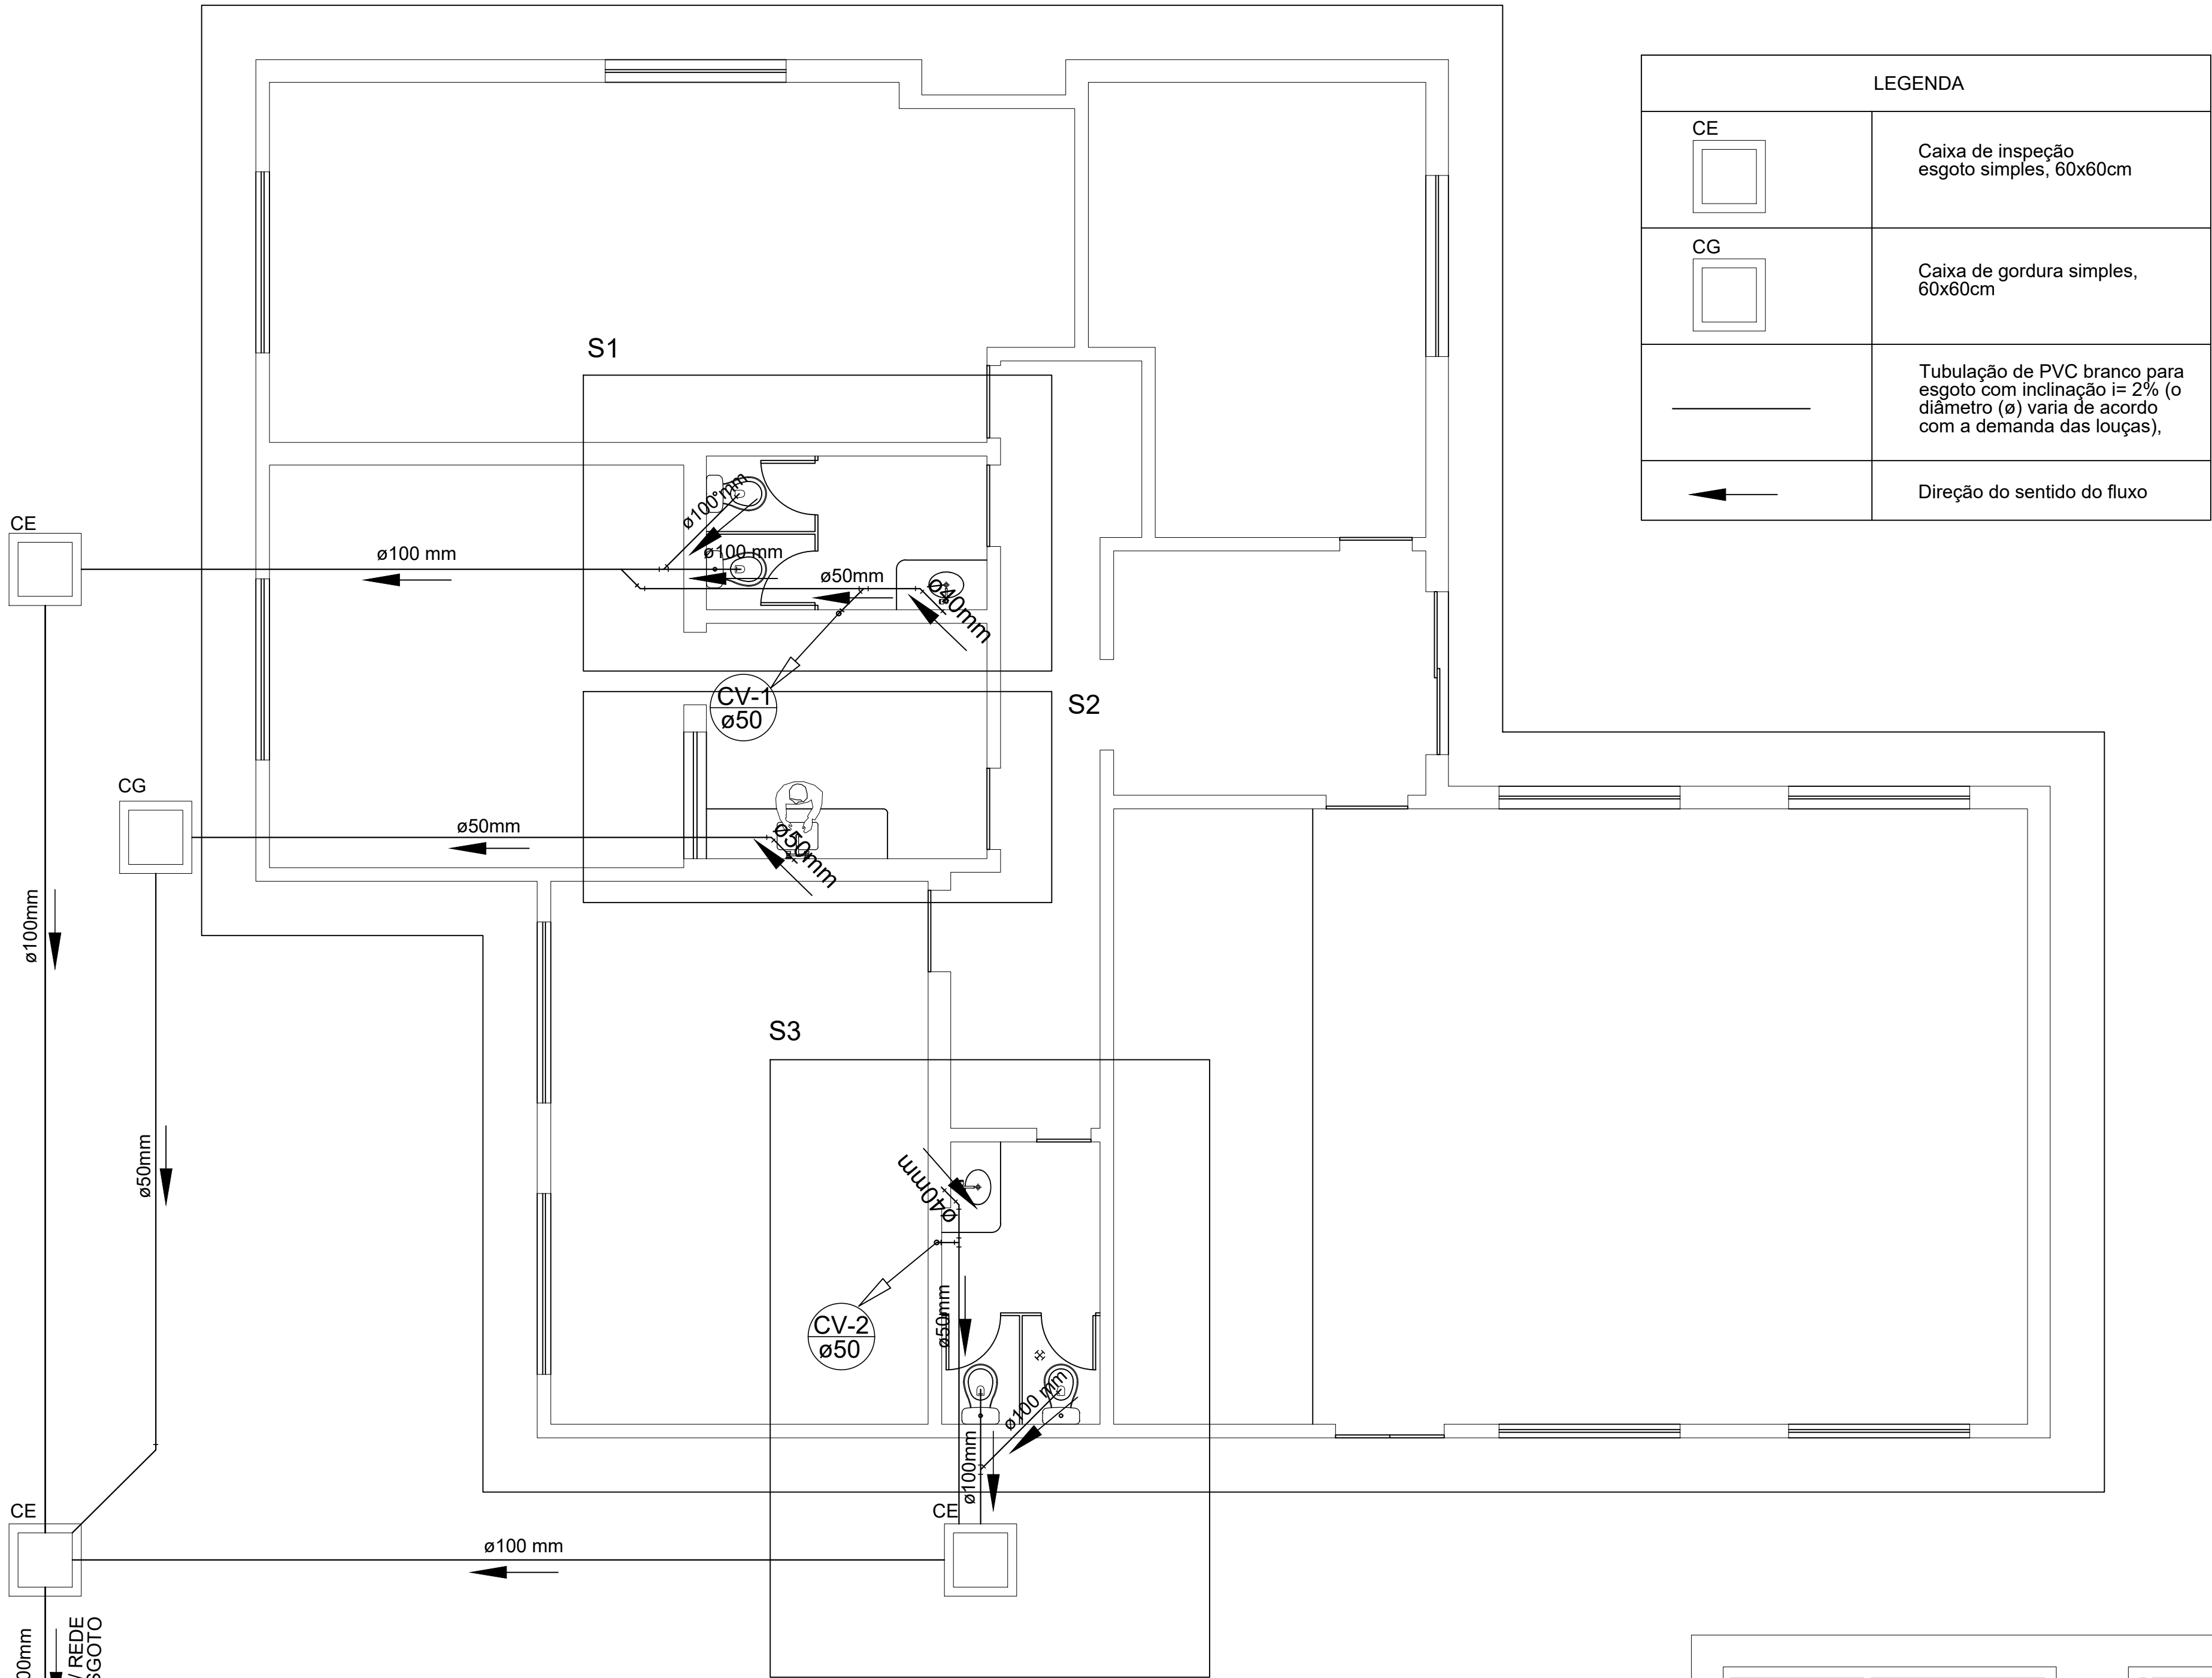 LEGENDA
CE
Caixa de inspeção
esgoto simples, 60x60cm
CG
Caixa de gordura simples,
60x60cm
Tubulação de PVC branco para
esgoto com inclinação i= 2% (o
diâmetro (ø) varia de acordo
com a demanda das louças),
Direção do sentido do fluxo
S1
ø100 mm
CE
ø100 mm
ø100 mm
ø50mm
ø40mm
CV-1
ø50
S2
CG
ø50mm
ø50mm
ø100mm
S3
ø50mm
ø40mm
CV-2
ø50
ø50mm
ø100 mm
ø100mm
CE
CE
ø100 mm
00mm
/ REDE
SGOTO